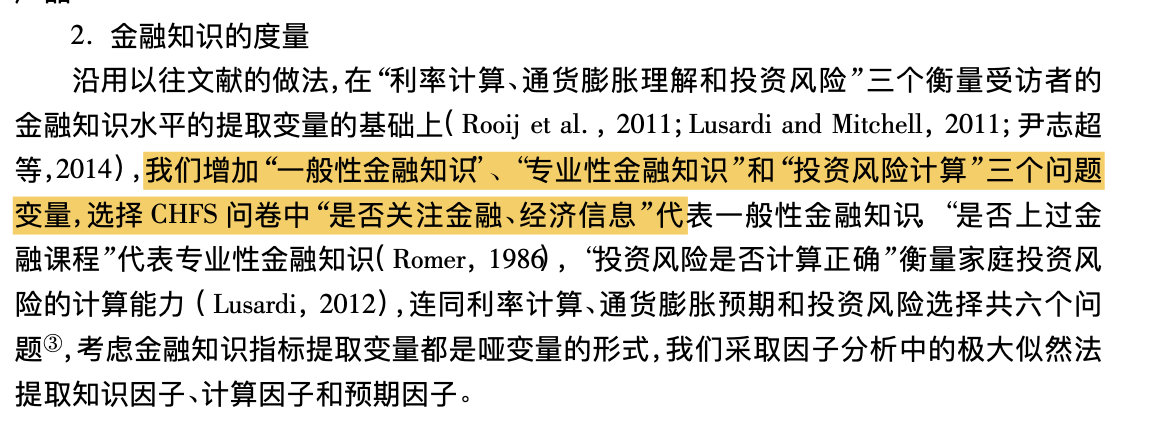 2. 金融知识的度量
沿用以往文献的做法,在“利率计算、通货膨胀理解和投资风险”三个衡量受访者的
金融知识水平的提取变量的基础上( Rooij et al. , 2011; Lusardi and Mitchell, 2011; 尹志超
等,2014) ,我们增加“一般性金融知识”、“专业性金融知识”和“投资风险计算”三个问题
变量,选择 CHFS 问卷中“是否关注金融、经济信息”代表一般性金融知识,“是否上过金
融课程”代表专业性金融知识( Romer, 1986) , “投资风险是否计算正确”衡量家庭投资风
险的计算能力 ( Lusardi, 2012) ,连同利率计算、通货膨胀预期和投资风险选择共六个问
题③,考虑金融知识指标提取变量都是哑变量的形式,我们采取因子分析中的极大似然法
提取知识因子、计算因子和预期因子。